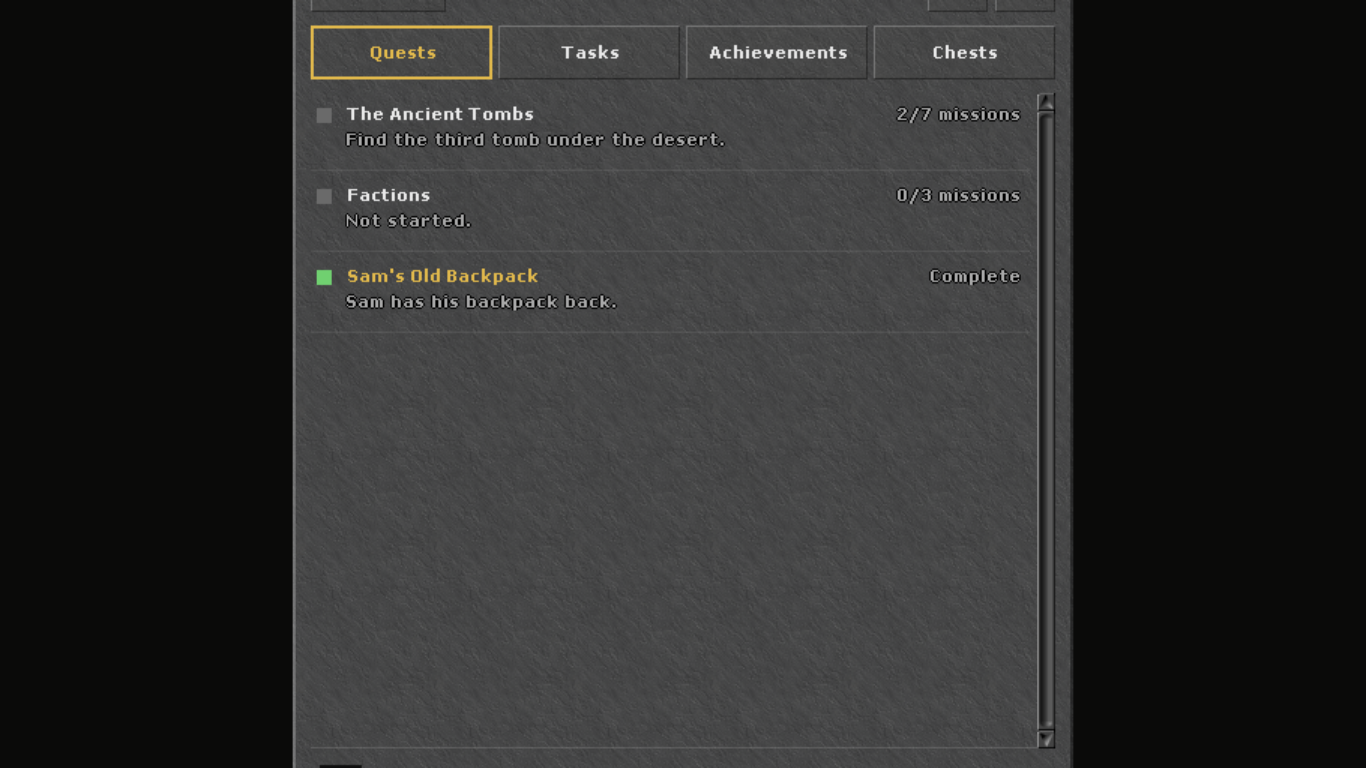 Quests
Tasks
Achievements
Chests
The Ancient Tombs
2/7 missions
Find the third tomb under the desert.
Factions
0/3 missions
Not started.
Sam's Old Backpack
Complete
Sam has his backpack back.